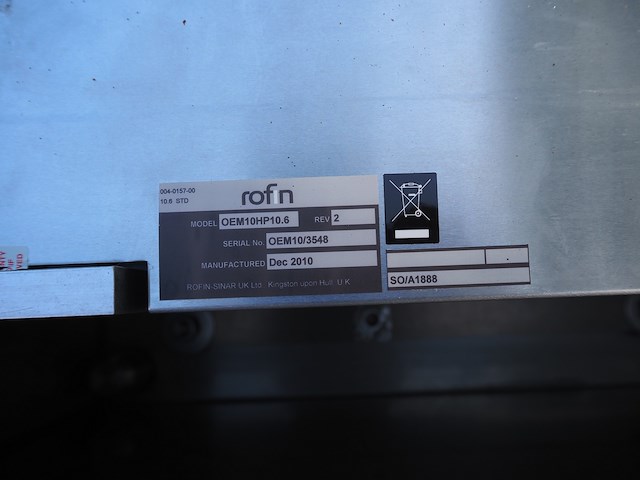 004-0157-00
10.6 STD
rofin
MODEL OEM10HP10.6 REV 2
SERIAL No. OEM10/3548
MANUFACTURED Dec 2010
ROFIN-SINAR UK Ltd. Kingston upon Hull U K
SO/A1888